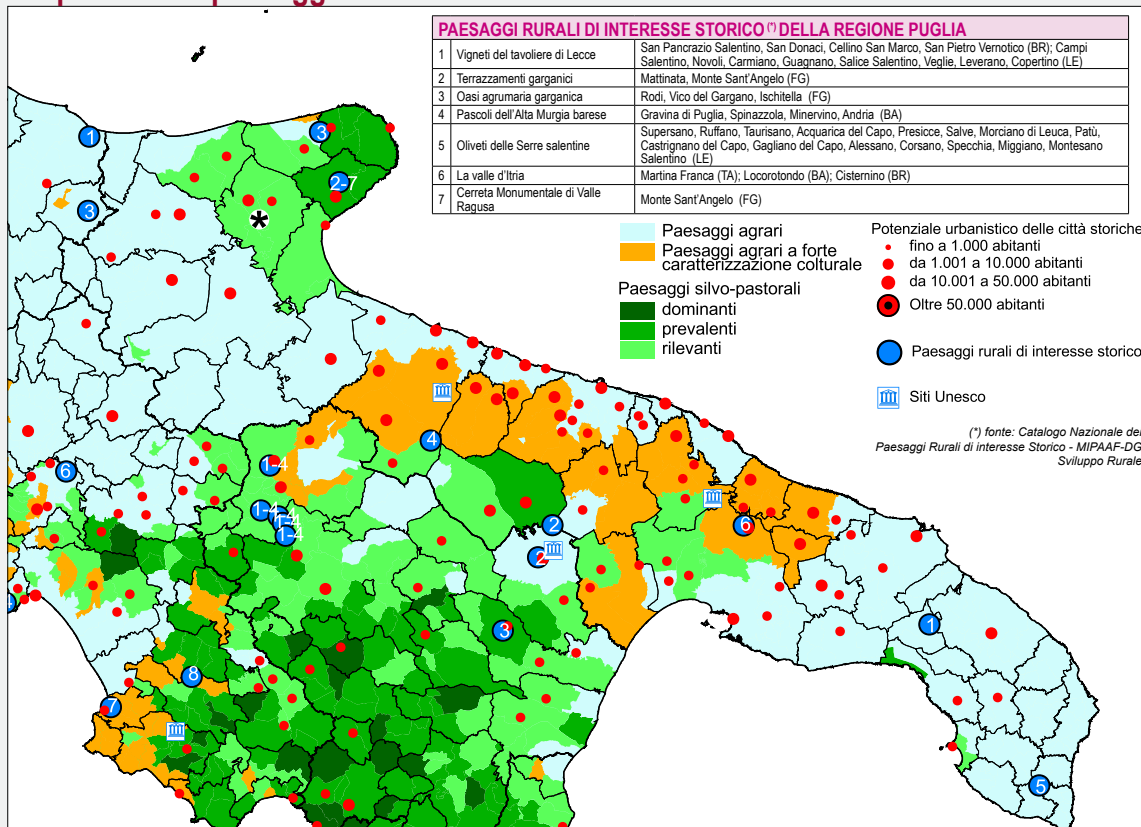 PAESAGGI RURALI DI INTERESSE STORICO (*) DELLA REGIONE PUGLIA
1 Vigneti del tavoliere di Lecce San Pancrazio Salentino, San Donaci, Cellino San Marco, San Pietro Vernotico (BR); Campi
Salentino, Novoli, Carmiano, Guagnano, Salice Salentino, Veglie, Leverano, Copertino (LE)
2 Terrazzamenti garganici Mattinata, Monte Sant'Angelo (FG)
3 Oasi agrumaria garganica Rodi, Vico del Gargano, Ischitella (FG)
4 Pascoli dell'Alta Murgia barese Gravina di Puglia, Spinazzola, Minervino, Andria (BA)
5 Oliveti delle Serre salentine Supersano, Ruffano, Taurisano, Acquarica del Capo, Presicce, Salve, Morciano di Leuca, Patù,
Castrignano del Capo, Gagliano del Capo, Alessano, Corsano, Specchia, Miggiano, Montesano
Salentino (LE)
6 La valle d'Itria Martina Franca (TA); Locorotondo (BA); Cisternino (BR)
7 Cerreta Monumentale di Valle
Ragusa Monte Sant'Angelo (FG)
Paesaggi agrari
Paesaggi agrari a forte
caratterizzazione colturale
Paesaggi silvo-pastorali
dominanti
prevalenti
rilevanti
Potenziale urbanistico delle città storiche
fino a 1.000 abitanti
da 1.001 a 10.000 abitanti
da 10.001 a 50.000 abitanti
Oltre 50.000 abitanti
Paesaggi rurali di interesse storico
Siti Unesco
(*) fonte: Catalogo Nazionale dei
Paesaggi Rurali di interesse Storico - MIPAAF-DG
Sviluppo Rurale
1
3
2-7
*
3
4
6
1-4
1-4
1-4
1-4
2
6
2
3
1
8
7
5